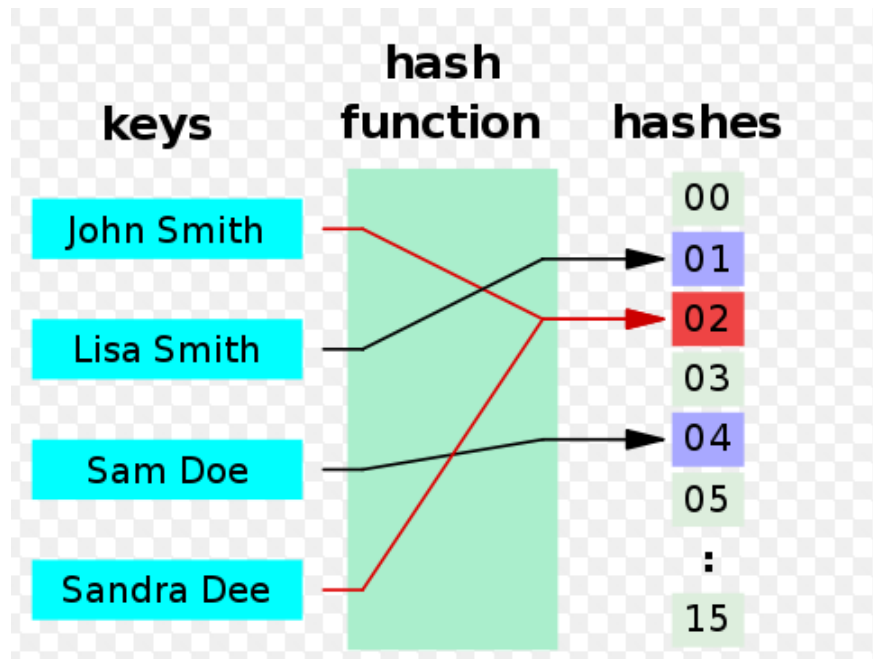 hash
keys function hashes
John Smith
Lisa Smith
Sam Doe
Sandra Dee
00
01
02
03
04
05
:
15